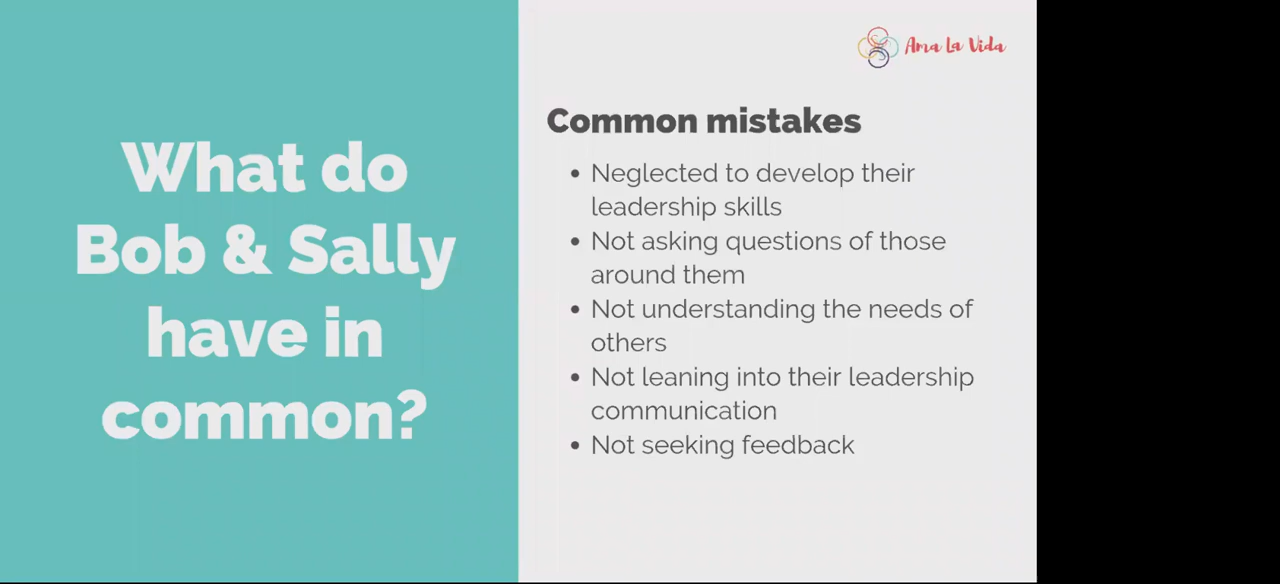 What do
Bob & Sally
have in
common?
Ama La Vida
Common mistakes
• Neglected to develop their
leadership skills
• Not asking questions of those
around them
• Not understanding the needs of
others
• Not leaning into their leadership
communication
• Not seeking feedback